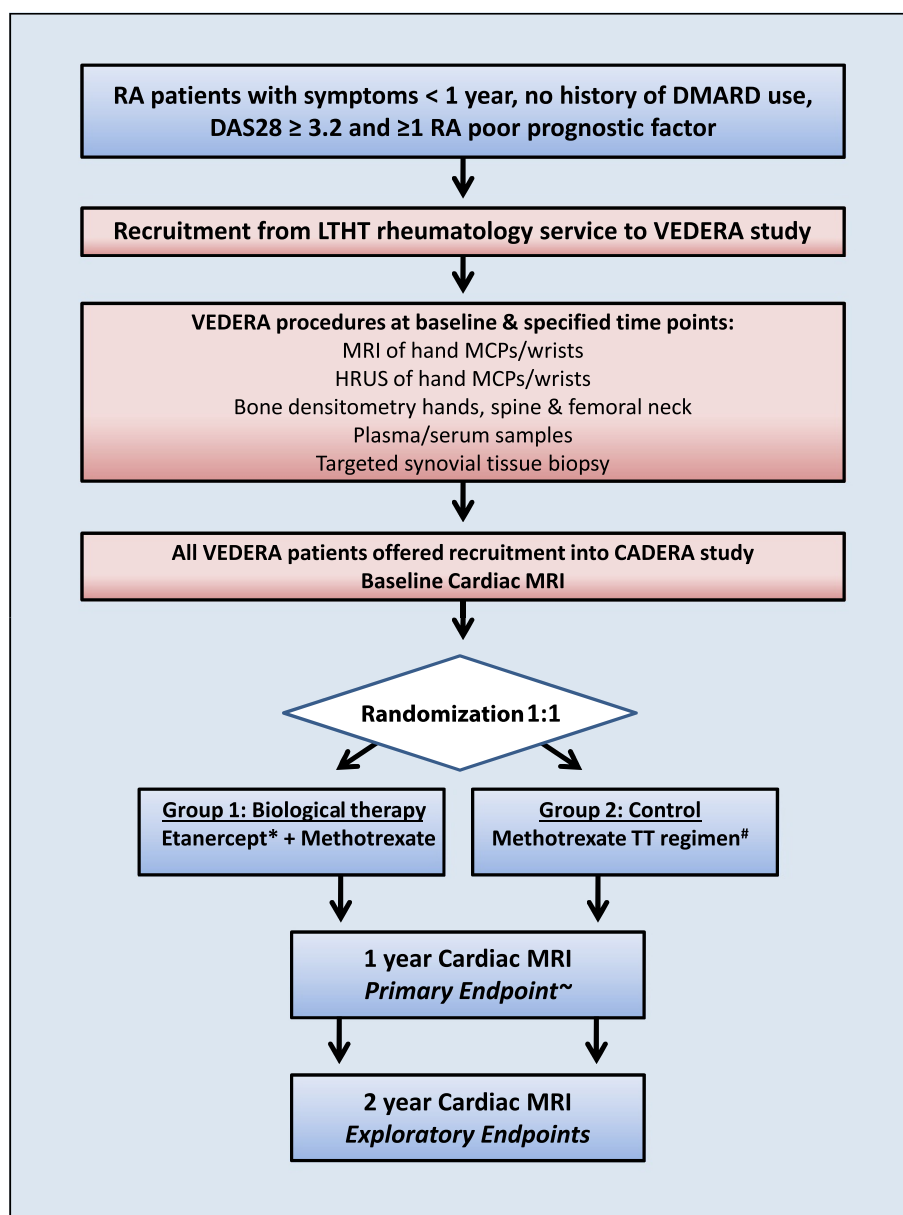 RA patients with symptoms < 1 year, no history of DMARD use,
DAS28 ≥ 3.2 and ≥1 RA poor prognostic factor
Recruitment from LTHT rheumatology service to VEDERA study
VEDERA procedures at baseline & specified time points:
MRI of hand MCPs/wrists
HRUS of hand MCPs/wrists
Bone densitometry hands, spine & femoral neck
Plasma/serum samples
Targeted synovial tissue biopsy
All VEDERA patients offered recruitment into CADERA study
Baseline Cardiac MRI
Randomization 1:1
Group 1: Biological therapy
Etanercept* + Methotrexate
Group 2: Control
Methotrexate TT regimen#
1 year Cardiac MRI
Primary Endpoint~
2 year Cardiac MRI
Exploratory Endpoints